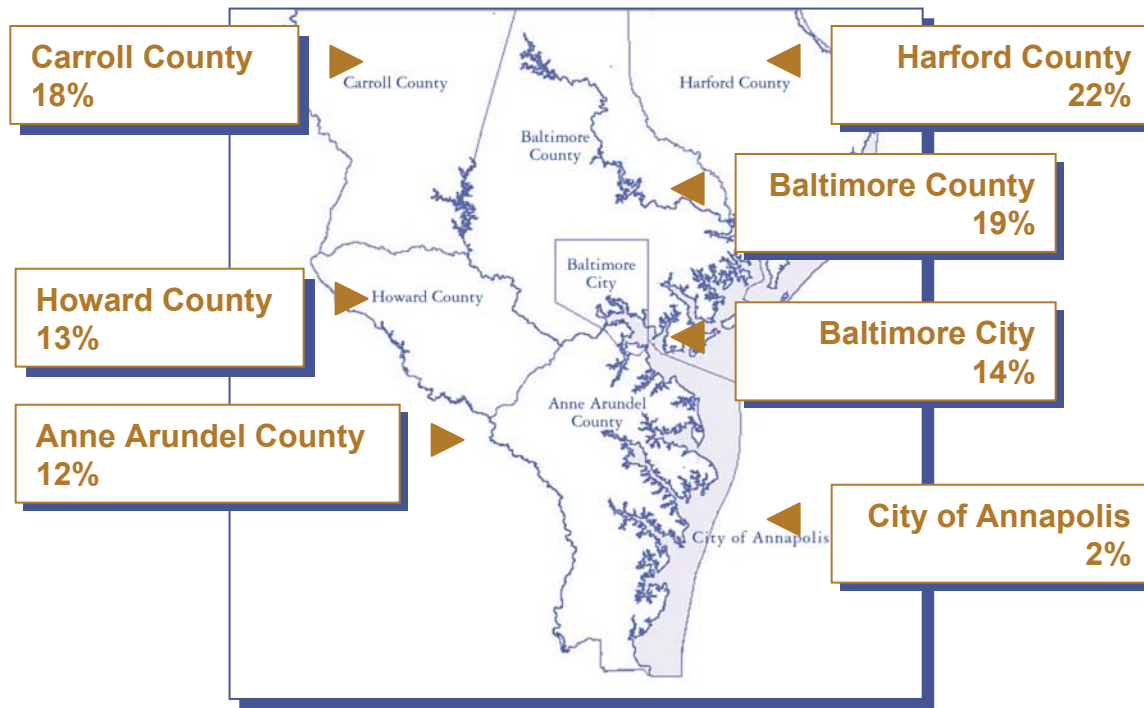 Carroll County
18%
Harford County
22%
Carroll County
Harford County
Baltimore
County
Baltimore County
19%
Baltimore
City
Howard County
13%
Howard County
Baltimore City
14%
Anne Arundel
County
Anne Arundel County
12%
City of Annapolis
2%
City of Annapolis